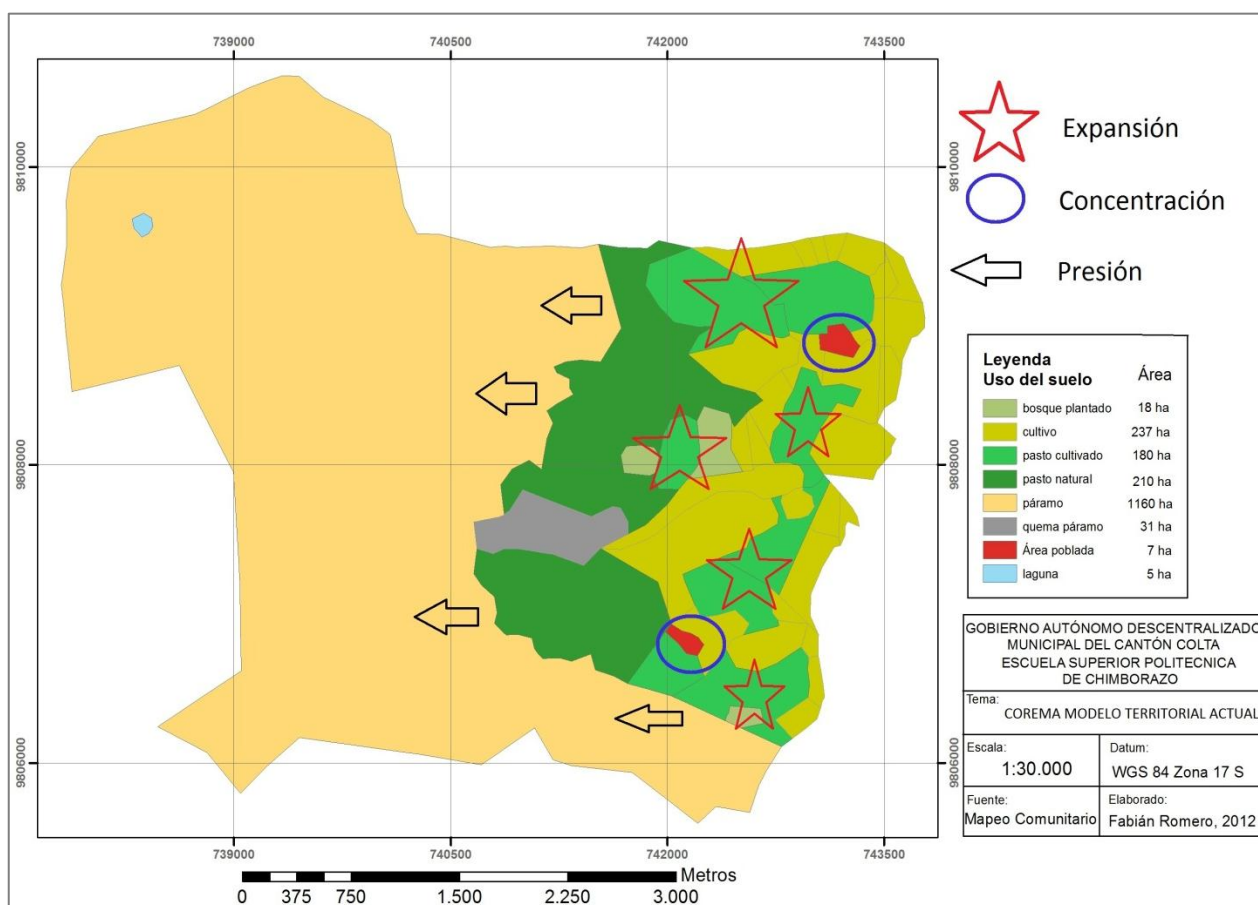 739000 740500 742000 743500
9810000 9810000
9808000 9808000
9806000 9806000
739000 740500 742000 743500
Metros
0 375 750 1.500 2.250 3.000
Expansión
Concentración
Presión
Leyenda
Uso del suelo Área
bosque plantado 18 ha
cultivo 237 ha
pasto cultivado 180 ha
pasto natural 210 ha
páramo 1160 ha
quema páramo 31 ha
Área poblada 7 ha
laguna 5 ha
GOBIERNO AUTÓNOMO DESCENTRALIZADO
MUNICIPAL DEL CANTÓN COLTA
ESCUELA SUPERIOR POLITECNICA
DE CHIMBORAZO
Tema:
COREMA MODELO TERRITORIAL ACTUAL
Escala:
1:30.000
Datum:
WGS 84 Zona 17 S
Fuente:
Mapeo Comunitario
Elaborado:
Fabián Romero, 2012